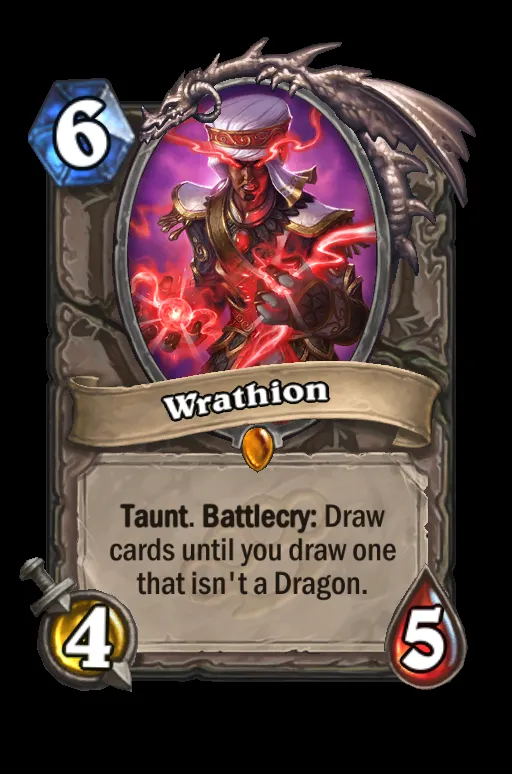 6
Wrathion
Taunt. Battlecry: Draw
cards until you draw one
that isn't a Dragon.
4
5